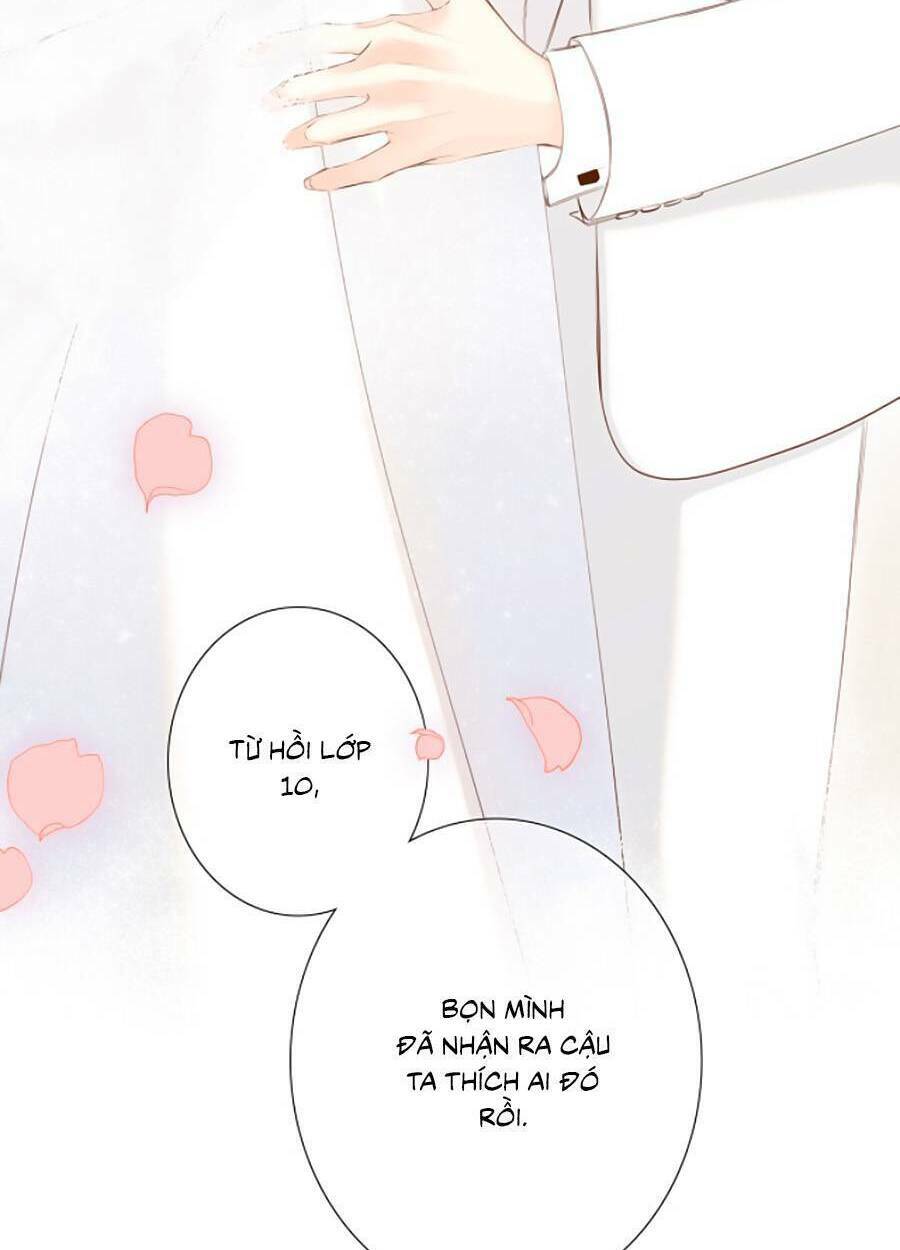 TỪ HỒI LỚP
10,
BỌN MÌNH
ĐÃ NHẬN RA CẬU
TA THÍCH AI ĐÓ
RỒI.